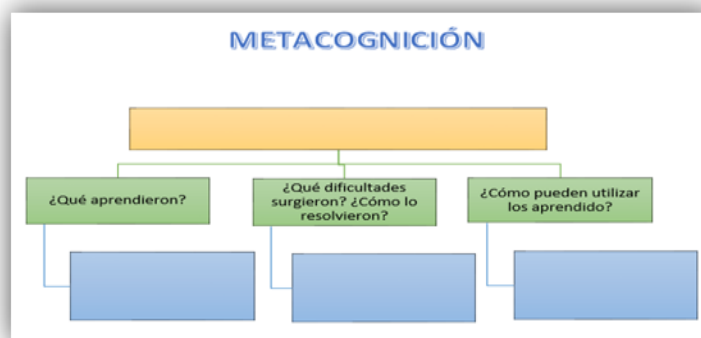 METACOGNICIÓN
¿Qué aprendieron?
¿Qué dificultades
surgieron? ¿Cómo lo
resolvieron?
¿Cómo pueden utilizar
los aprendido?